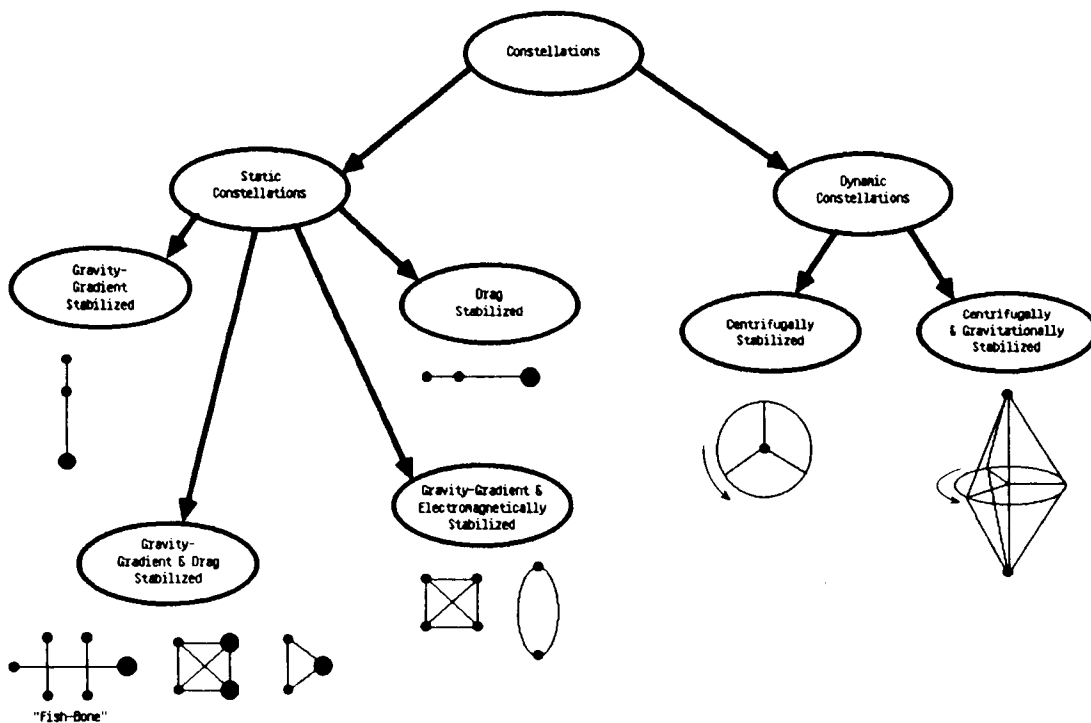 Constellations
Static
Constellations
Dynamic
Constellations
Gravity-
Gradient
Stabilized
Drag
Stabilized
Centrifugally
Stabilized
Centrifugally
& Gravitationally
Stabilized
Gravity-Gradient &
Electromagnetically
Stabilized
Gravity-
Gradient & Drag
Stabilized
"Fish-Bone"